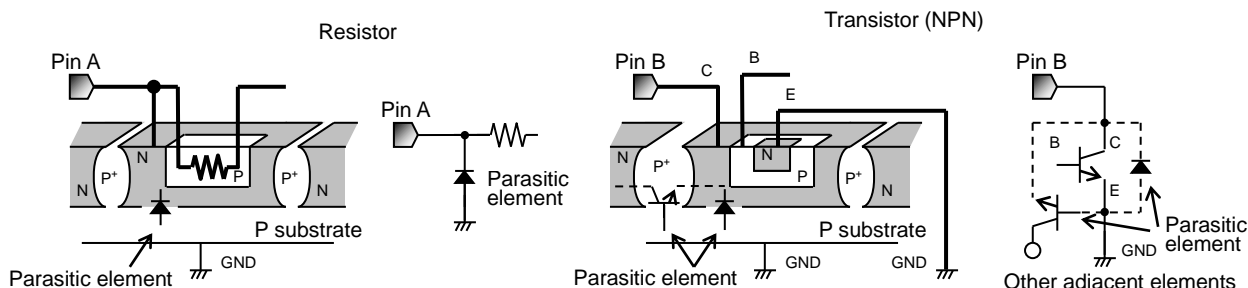 Resistor
Transistor (NPN)
Pin A
Pin B
C
B
E
Pin B
Pin A
N
P+
N
P
P+
N
Parasitic
element
N
P+
N
P
P+
N
B
C
E
P substrate
GND
Parasitic element
P substrate
GND
GND
Parasitic element
Parasitic
element
GND
Other adjacent elements